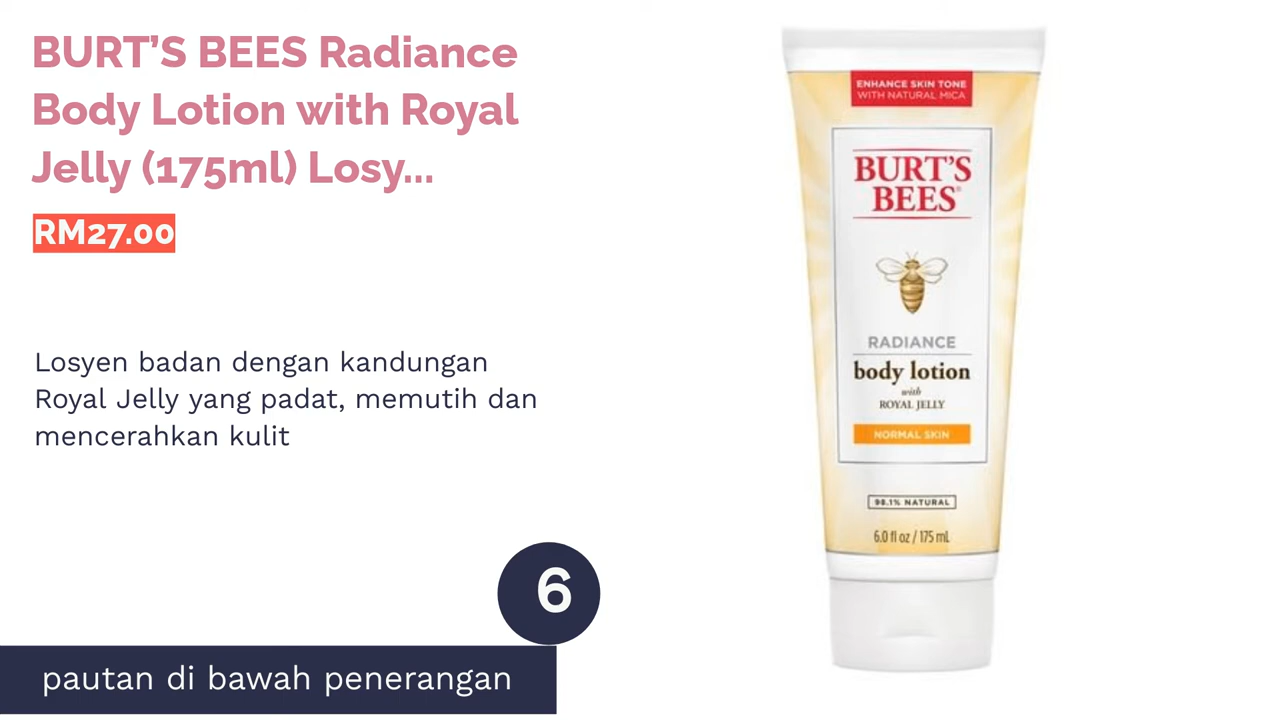 BURT’S BEES Radiance
Body Lotion with Royal
Jelly (175ml) Losy...
RM27.00
Losyen badan dengan kandungan
Royal Jelly yang padat, memutih dan
mencerahkan kulit
6
pautan di bawah penerangan
ENHANCE SKIN TONE
WITH NATURAL MICA
BURT'S
BEES®
RADIANCE
body lotion
with
ROYAL JELLY
NORMAL SKIN
98.1% NATURAL
6.0 fl oz / 175 mL